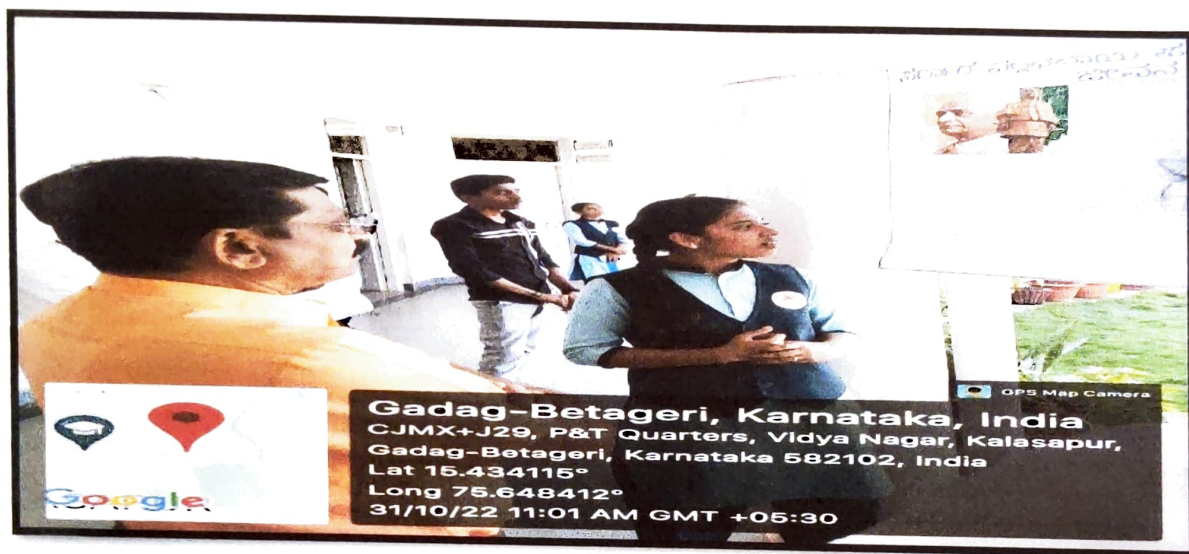 GPS Map Camera
Gadag-Betageri, Karnataka, India
CJMX+J29, P&T Quarters, Vidya Nagar, Kalasapur,
Gadag-Betageri, Karnataka 582102, India
Lat 15.434115°
Long 75.648412°
31/10/22 11:01 AM GMT +05:30
Google